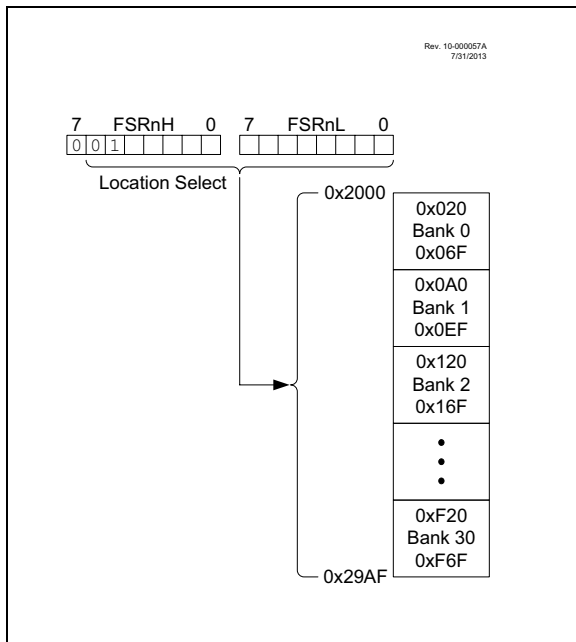 Rev. 10-000057A
7/31/2013
7 FSRnH 0 7 FSRnL 0
0 0 1
Location Select
0x2000
0x020
Bank 0
0x06F
0x0A0
Bank 1
0x0EF
0x120
Bank 2
0x16F
0xF20
Bank 30
0xF6F
0x29AF